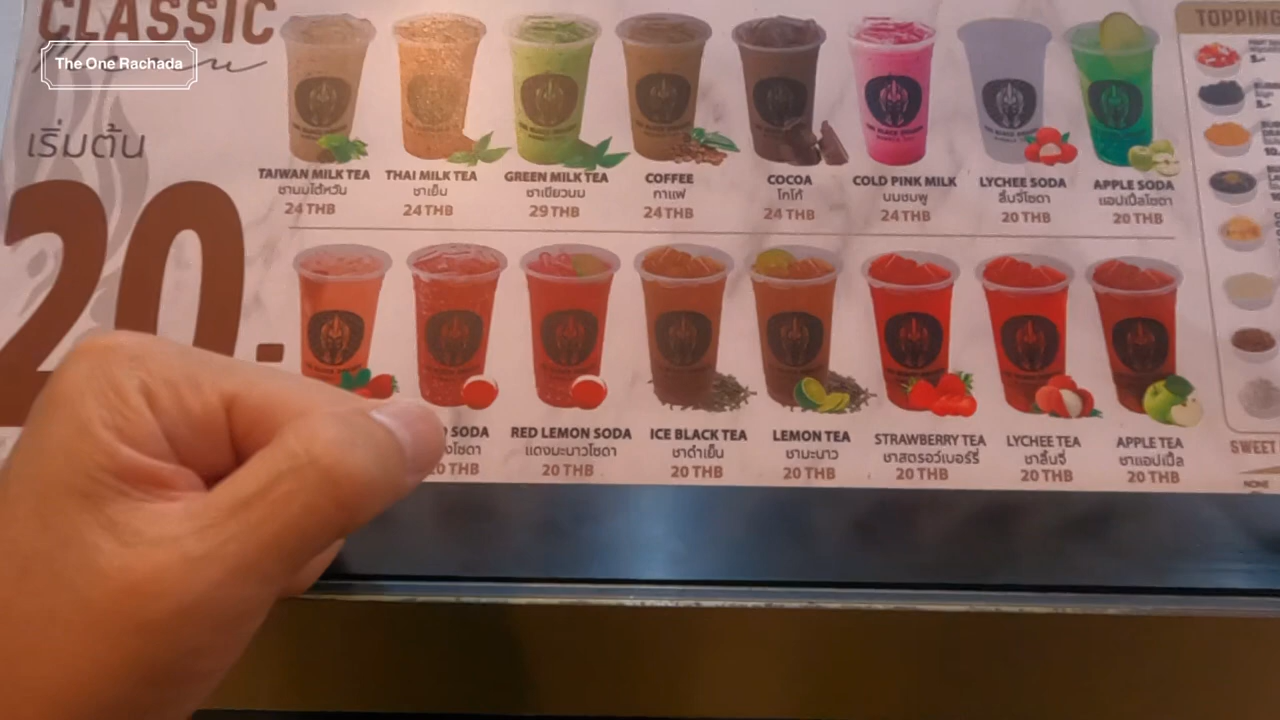 CLASSIC
Menu
The One Rachada
เริ่มต้น
20.-
TAIWAN MILK TEA
ชานมไต้หวัน
24 THB
THAI MILK TEA
ชาเย็น
24 THB
GREEN MILK TEA
ชาเขียวนม
29 THB
COFFEE
กาแฟ
24 THB
COCOA
โกโก้
24 THB
COLD PINK MILK
นมชมพู
24 THB
LYCHEE SODA
ลิ้นจี่โซดา
20 THB
APPLE SODA
แอปเปิ้ลโซดา
20 THB
SODA
โซดา
20 THB
RED LEMON SODA
แดงมะนาวโซดา
20 THB
ICE BLACK TEA
ชาดำเย็น
20 THB
LEMON TEA
ชามะนาว
20 THB
STRAWBERRY TEA
ชาสตรอว์เบอร์รี่
20 THB
LYCHEE TEA
ชาลิ้นจี่
20 THB
APPLE TEA
ชาแอปเปิ้ล
20 THB
TOPPING
SWEET
NONE